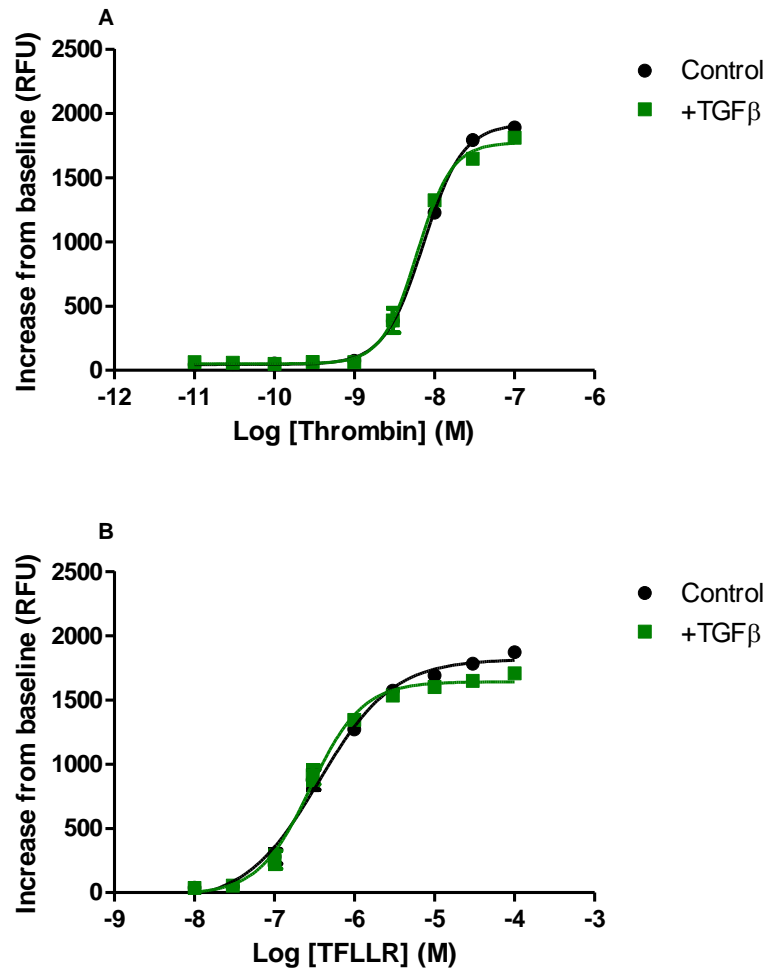 A
Increase from baseline (RFU)
2500
2000
1500
1000
500
0
-12 -11 -10 -9 -8 -7 -6
Log [Thrombin] (M)
Control
+TGFβ
B
Increase from baseline (RFU)
2500
2000
1500
1000
500
0
-9 -8 -7 -6 -5 -4 -3
Log [TFLLR] (M)
Control
+TGFβ